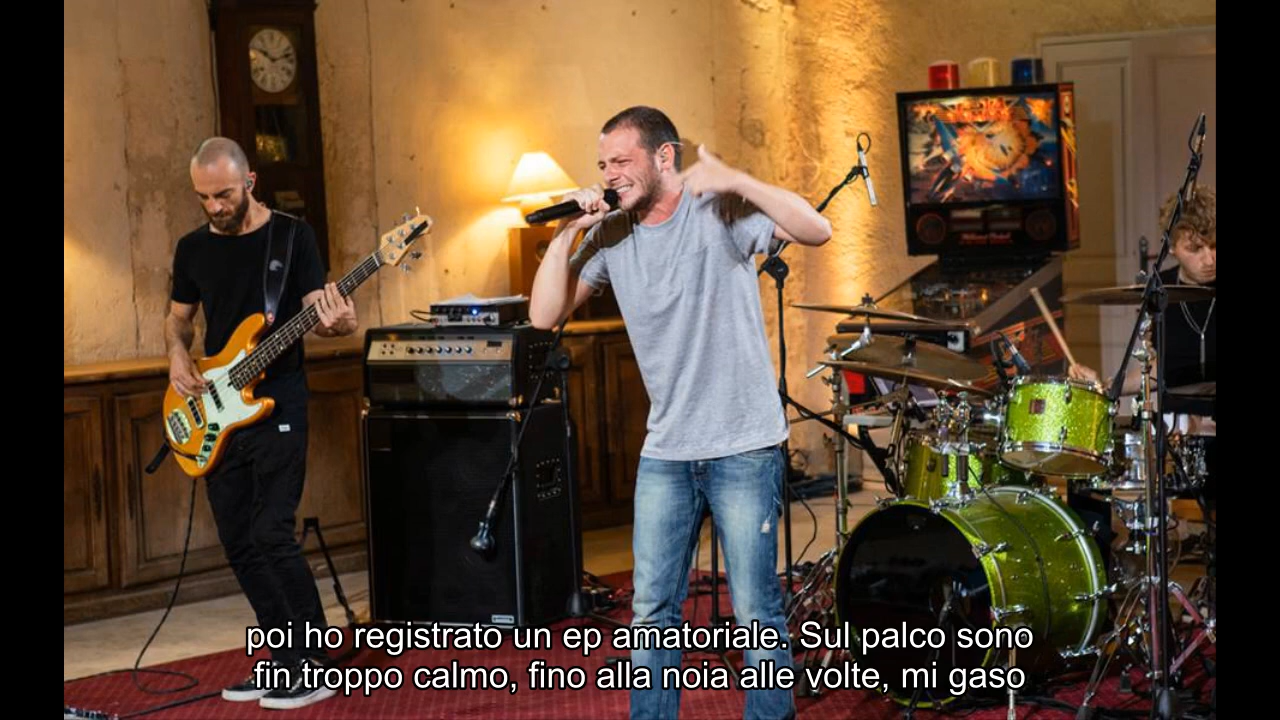 poi ho registrato un ep amatoriale. Sul palco sono
fin troppo calmo, fino alla noia alle volte, mi gaso